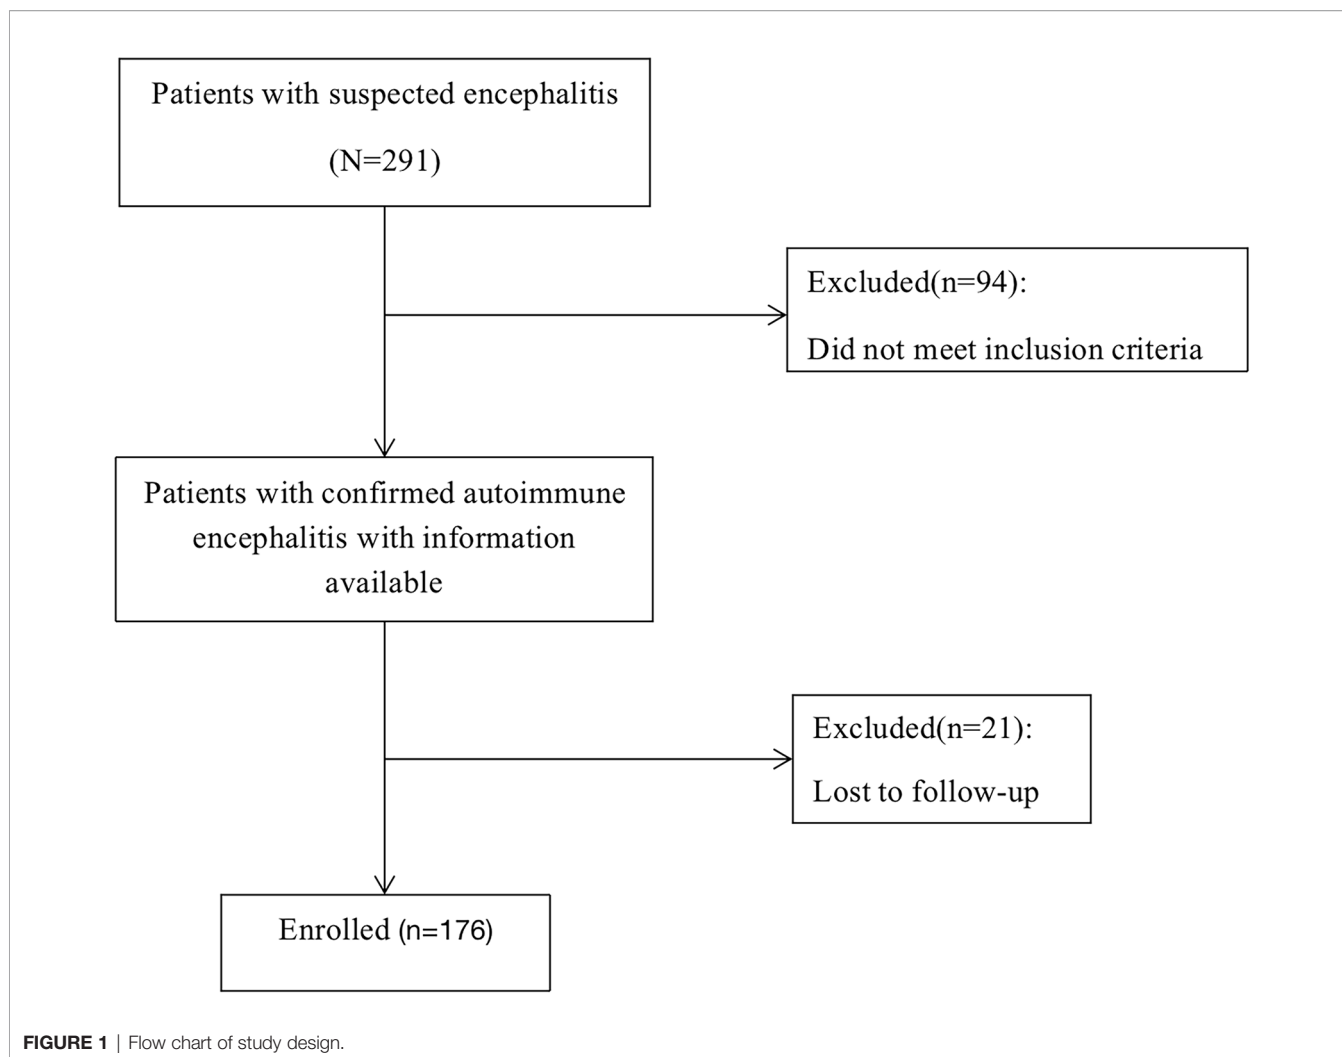 Patients with suspected encephalitis
(N=291)
Excluded(n=94):
Did not meet inclusion criteria
Patients with confirmed autoimmune
encephalitis with information
available
Excluded(n=21):
Lost to follow-up
Enrolled (n=176)
FIGURE 1 | Flow chart of study design.